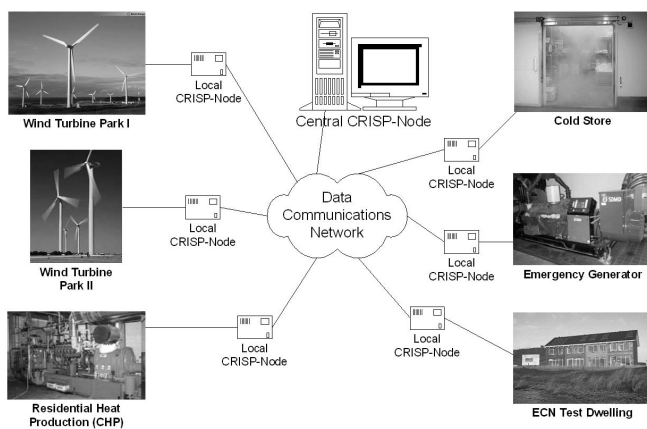 Local
CRISP-Node
Wind Turbine Park I
Central CRISP-Node
Cold Store
Local
CRISP-Node
Data
Communications
Network
Local
CRISP-Node
Wind Turbine
Park II
Local
CRISP-Node
SDMO
Emergency Generator
Local
CRISP-Node
Residential Heat
Production (CHP)
Local
CRISP-Node
ECN Test Dwelling